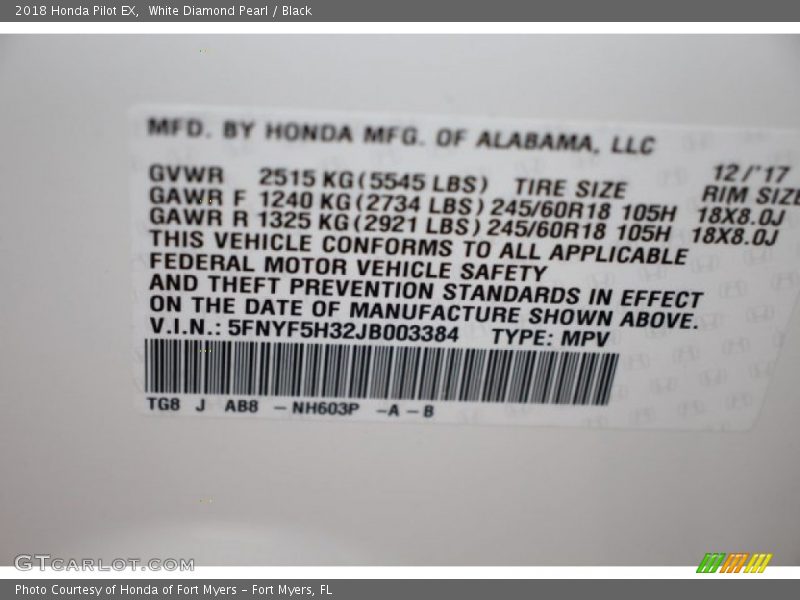 2018 Honda Pilot EX, White Diamond Pearl / Black
MFD. BY HONDA MFG. OF ALABAMA, LLC
12/'17
GVWR 2515 KG(5545 LBS) TIRE SIZE RIM SIZE
GAWR F 1240 KG(2734 LBS) 245/60R18 105H 18X8.0J
GAWR R 1325 KG(2921 LBS) 245/60R18 105H 18X8.0J
THIS VEHICLE CONFORMS TO ALL APPLICABLE
FEDERAL MOTOR VEHICLE SAFETY
AND THEFT PREVENTION STANDARDS IN EFFECT
ON THE DATE OF MANUFACTURE SHOWN ABOVE.
V.I.N.: 5FNYF5H32JB003384 TYPE: MPV
TG8 J AB8 – NH603P –A –B
GTCARLOT.COM
Photo Courtesy of Honda of Fort Myers – Fort Myers, FL